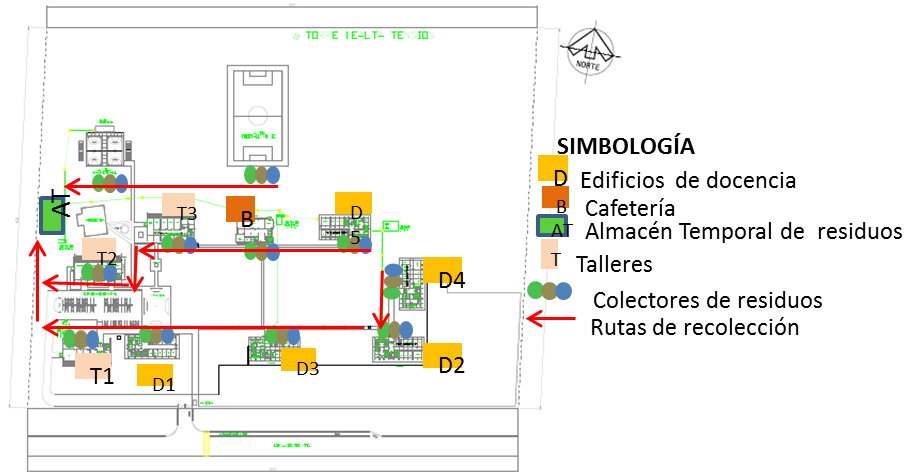 NORTE
SIMBOLOGÍA
D Edificios de docencia
B Cafetería
AT Almacén Temporal de residuos
T Talleres
Colectores de residuos
Rutas de recolección
AT
T3
B
D
5
T2
D4
T1
D1
D3
D2